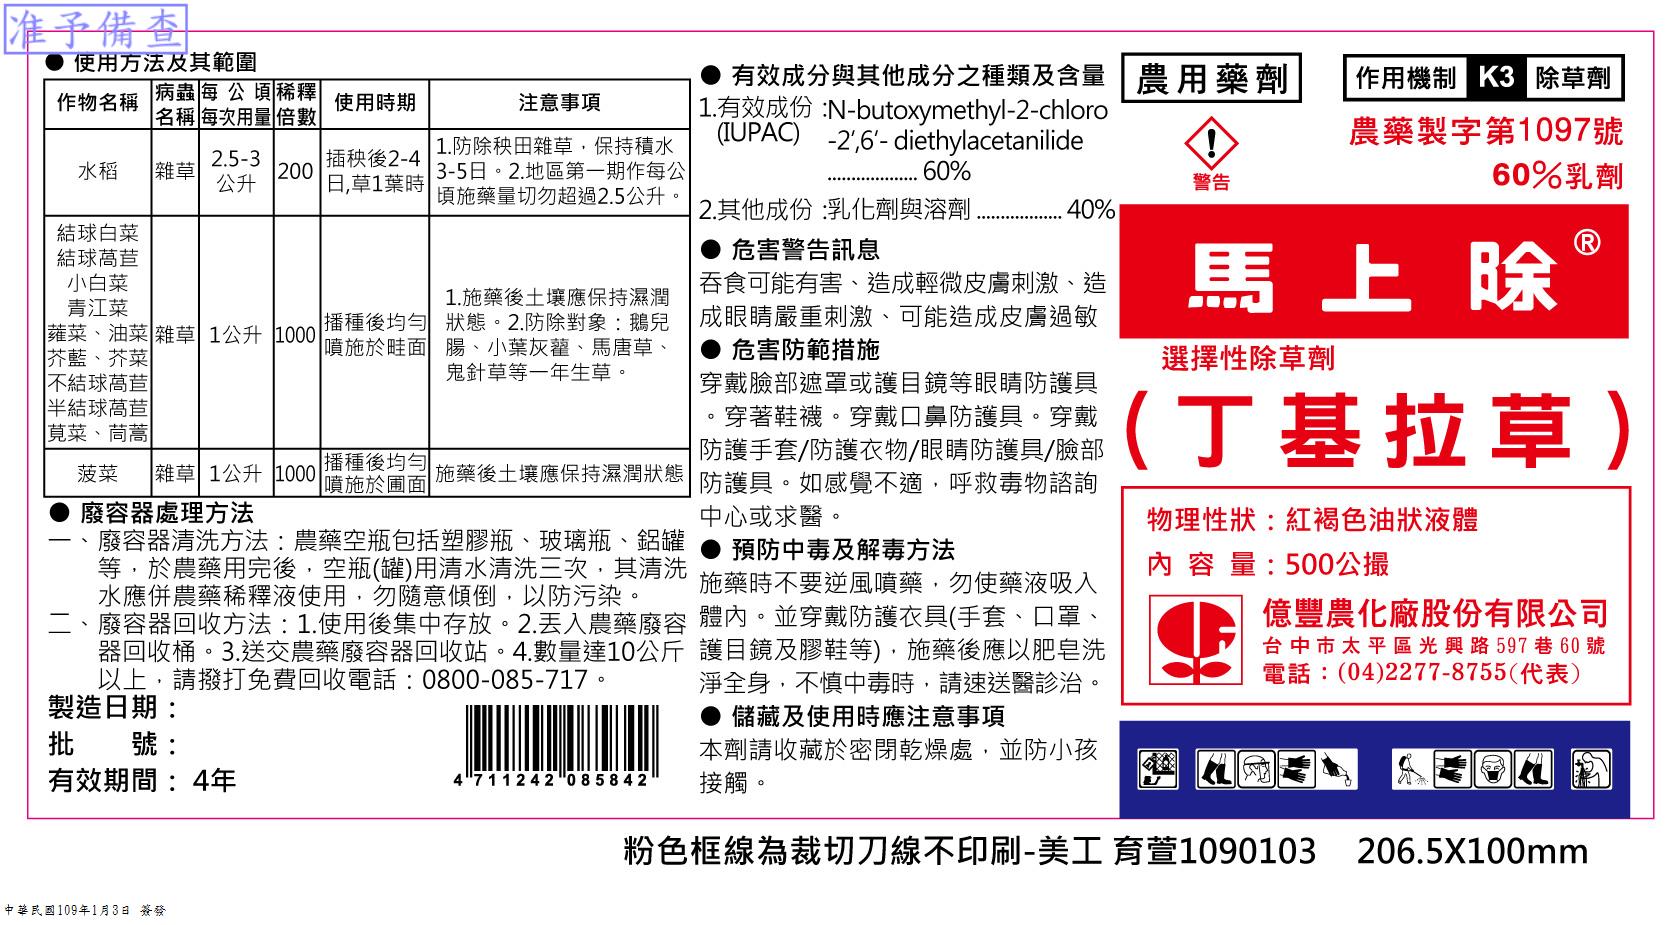 准予備查
● 使用方法及其範圍
作物名稱 病蟲名稱 每公頃每次用量 稀釋倍數 使用時期 注意事項
水稻 雜草 2.5-3公升 200 插秧後2-4日,草1葉時 1.防除秧田雜草，保持積水3-5日。2.地區第一期作每公頃施藥量切勿超過2.5公升。
結球白菜
結球萵苣
小白菜
青江菜
蕹菜、油菜
芥藍、芥菜
不結球萵苣
半結球萵苣
莧菜、茼蒿
雜草 1公升 1000
播種後均勻
噴施於畦面
1.施藥後土壤應保持濕潤
狀態。2.防除對象：鵝兒
腸、小葉灰藋、馬唐草、
鬼針草等一年生草。
菠菜 雜草 1公升 1000 播種後均勻噴施於圃面 施藥後土壤應保持濕潤狀態
● 廢容器處理方法
一、廢容器清洗方法：農藥空瓶包括塑膠瓶、玻璃瓶、鋁罐
等，於農藥用完後，空瓶(罐)用清水清洗三次，其清洗
水應併農藥稀釋液使用，勿隨意傾倒，以防污染。
二、廢容器回收方法：1.使用後集中存放。2.丟入農藥廢容
器回收桶。3.送交農藥廢容器回收站。4.數量達10公斤
以上，請撥打免費回收電話：0800-085-717。
製造日期：
批　　號：
有效期間： 4年
4 711242 085842
● 有效成分與其他成分之種類及含量
1.有效成份 :N-butoxymethyl-2-chloro
(IUPAC) -2′,6′- diethylacetanilide
................... 60%
2.其他成份 :乳化劑與溶劑 .................. 40%
● 危害警告訊息
吞食可能有害、造成輕微皮膚刺激、造
成眼睛嚴重刺激、可能造成皮膚過敏
● 危害防範措施
穿戴臉部遮罩或護目鏡等眼睛防護具
。穿著鞋襪。穿戴口鼻防護具。穿戴
防護手套/防護衣物/眼睛防護具/臉部
防護具。如感覺不適，呼救毒物諮詢
中心或求醫。
● 預防中毒及解毒方法
施藥時不要逆風噴藥，勿使藥液吸入
體內。並穿戴防護衣具(手套、口罩、
護目鏡及膠鞋等)，施藥後應以肥皂洗
淨全身，不慎中毒時，請速送醫診治。
● 儲藏及使用時應注意事項
本劑請收藏於密閉乾燥處，並防小孩
接觸。
農用藥劑
作用機制 K3 除草劑
警告
農藥製字第1097號
60%乳劑
馬上除®
選擇性除草劑
(丁基拉草)
物理性狀：紅褐色油狀液體
內 容 量：500公撮
億豐農化廠股份有限公司
台中市太平區光興路597巷60號
電話：(04)2277-8755(代表)
粉色框線為裁切刀線不印刷-美工 育萱1090103 206.5X100mm
中華民國109年1月3日 簽發